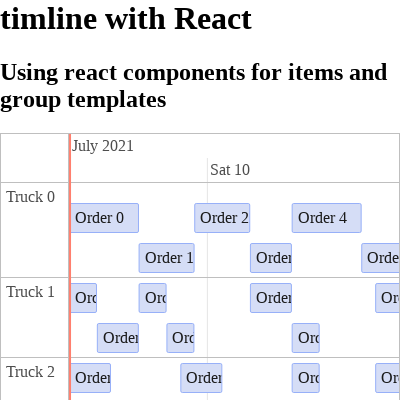 timline with React
Using react components for items and
group templates
July 2021
Sat 10
Truck 0
Order 0
Order 2
Order 4
Order 1
Order
Orde
Truck 1
Orc
Orc
Order
Or
Order
Orc
Orc
Truck 2
Order
Order
Orc
Or